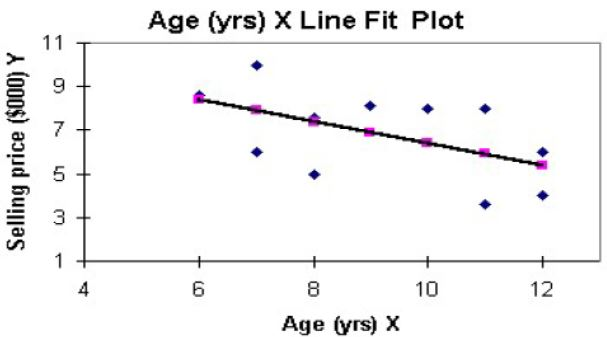 Age (yrs) X Line Fit Plot
Selling price ($000) Y
11
9
7
5
3
1
4 6 8 10 12
Age (yrs) X